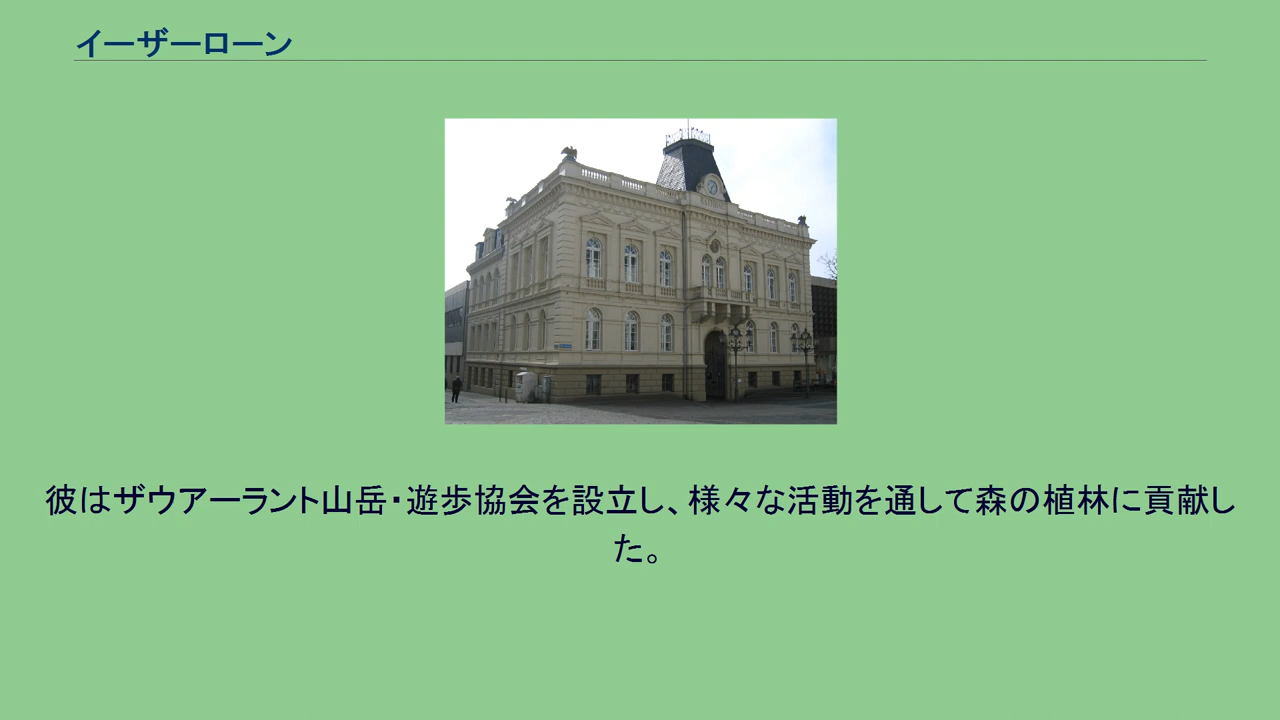 イーザーローン
彼はザウアーラント山岳・遊歩協会を設立し、様々な活動を通して森の植林に貢献し
た。